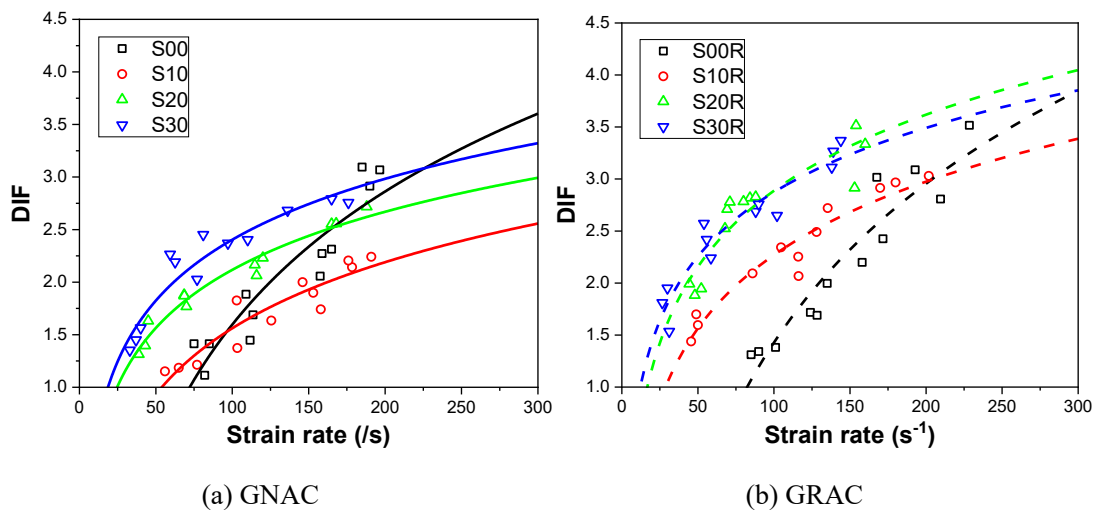 4.5
4.0
3.5
3.0
2.5
2.0
1.5
1.0
DIF
S00
S10
S20
S30
0 50 100 150 200 250 300
Strain rate (/s)
(a) GNAC
4.5
4.0
3.5
3.0
2.5
2.0
1.5
1.0
DIF
S00R
S10R
S20R
S30R
0 50 100 150 200 250 300
Strain rate (s⁻¹)
(b) GRAC